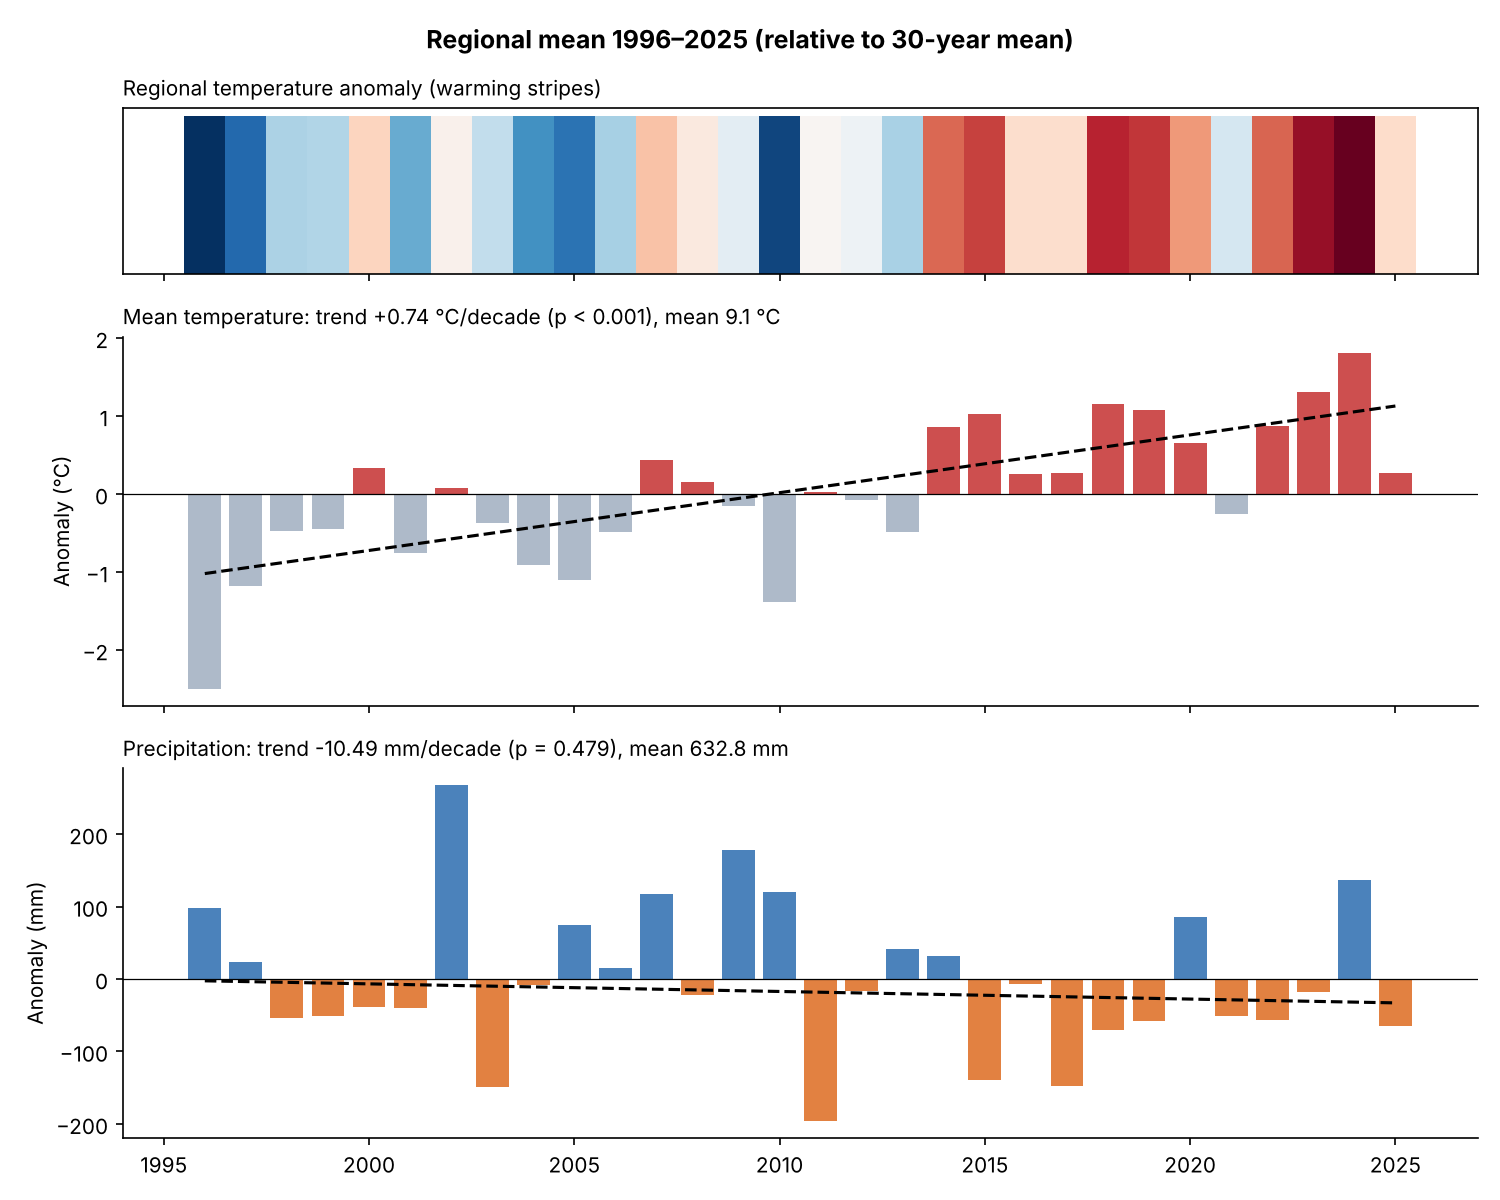 Regional mean 1996–2025 (relative to 30-year mean)
Regional temperature anomaly (warming stripes)
Mean temperature: trend +0.74 °C/decade (p < 0.001), mean 9.1 °C
2
1
0
−1
−2
Anomaly (°C)
Precipitation: trend -10.49 mm/decade (p = 0.479), mean 632.8 mm
200
100
0
−100
−200
Anomaly (mm)
1995 2000 2005 2010 2015 2020 2025